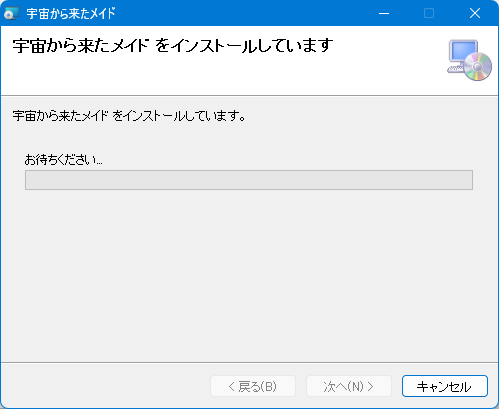 宇宙から来たメイド
宇宙から来たメイド をインストールしています
宇宙から来たメイド をインストールしています。
お待ちください...
< 戻る(B)
次へ(N) >
キャンセル